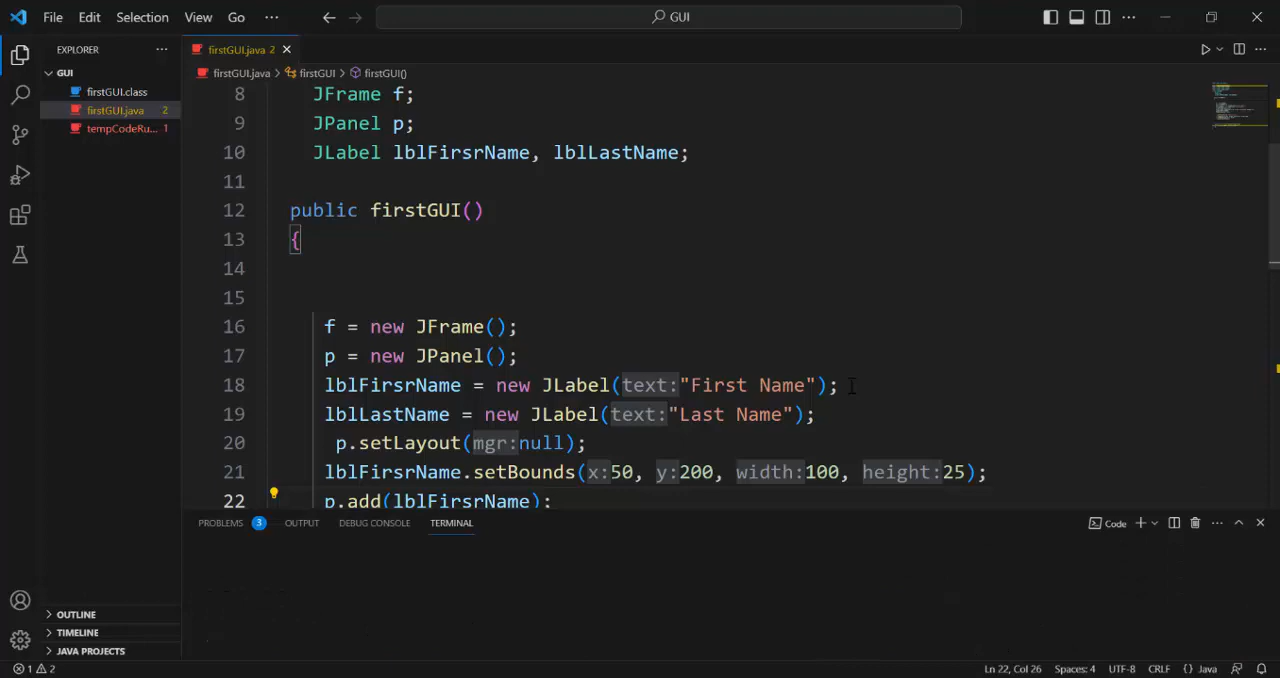 File Edit Selection View Go ··· GUI
EXPLORER ···
GUI
firstGUI.class
firstGUI.java 2
tempCodeRu... 1
OUTLINE
TIMELINE
JAVA PROJECTS
firstGUI.java 2
firstGUI.java > firstGUI > firstGUI()
8 JFrame f;
9 JPanel p;
10 JLabel lblFirsrName, lblLastName;
11
12 public firstGUI()
13 {
14
15
16 f = new JFrame();
17 p = new JPanel();
18 lblFirsrName = new JLabel(text:"First Name");
19 lblLastName = new JLabel(text:"Last Name");
20 p.setLayout(mgr:null);
21 lblFirsrName.setBounds(x:50, y:200, width:100, height:25);
22 p.add(lblFirsrName);
PROBLEMS 3 OUTPUT DEBUG CONSOLE TERMINAL Code
1 2 Ln 22, Col 26 Spaces: 4 UTF-8 CRLF {} Java